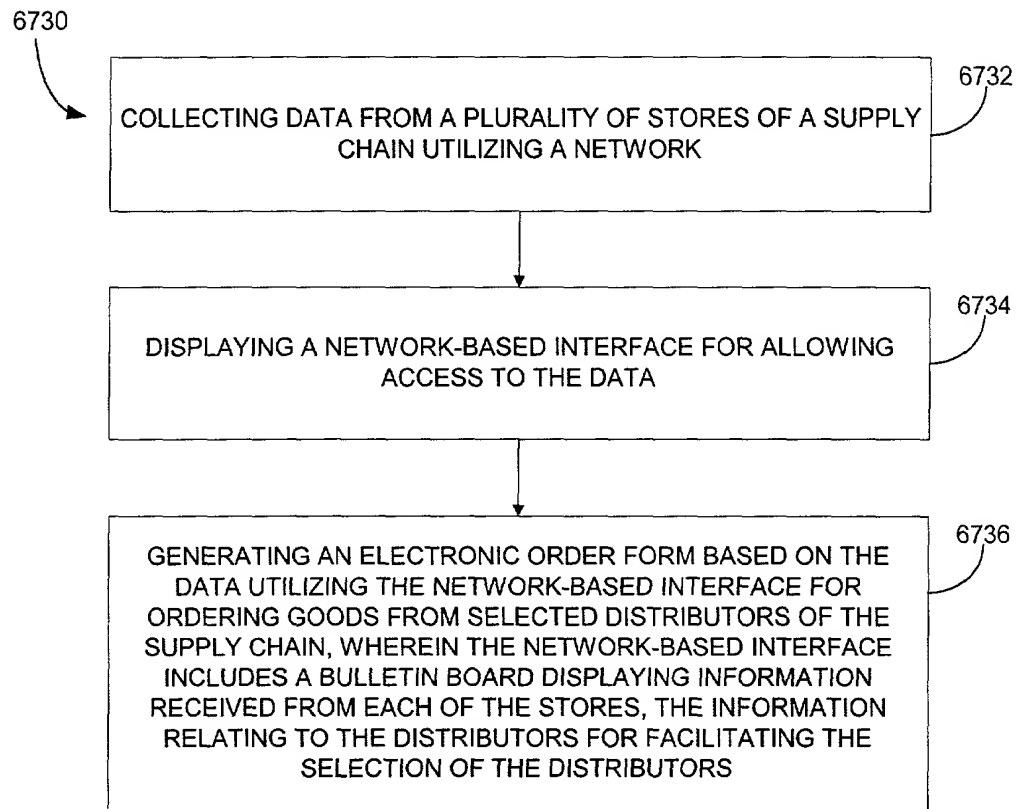 6730
6732
COLLECTING DATA FROM A PLURALITY OF STORES OF A SUPPLY
CHAIN UTILIZING A NETWORK
6734
DISPLAYING A NETWORK-BASED INTERFACE FOR ALLOWING
ACCESS TO THE DATA
6736
GENERATING AN ELECTRONIC ORDER FORM BASED ON THE
DATA UTILIZING THE NETWORK-BASED INTERFACE FOR
ORDERING GOODS FROM SELECTED DISTRIBUTORS OF THE
SUPPLY CHAIN, WHEREIN THE NETWORK-BASED INTERFACE
INCLUDES A BULLETIN BOARD DISPLAYING INFORMATION
RECEIVED FROM EACH OF THE STORES, THE INFORMATION
RELATING TO THE DISTRIBUTORS FOR FACILITATING THE
SELECTION OF THE DISTRIBUTORS